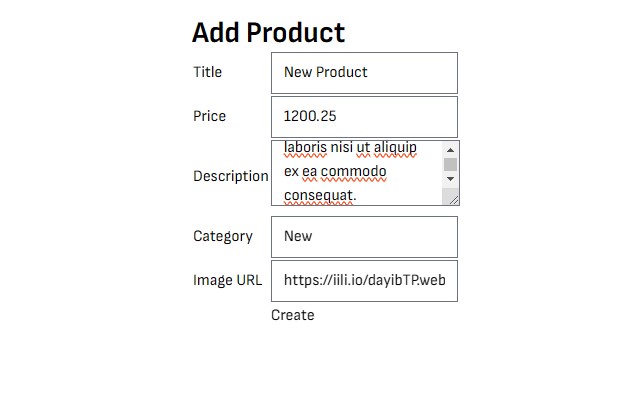 Add Product
Title New Product
Price 1200.25
Description laboris nisi ut aliquip
ex ea commodo
consequat.
Category New
Image URL https://iili.io/dayibTP.web
Create